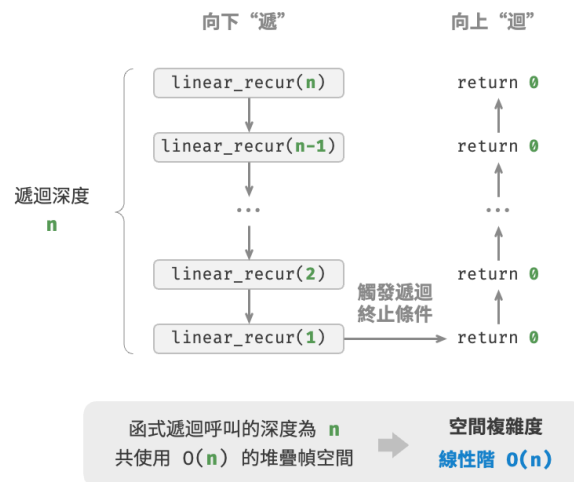 向下“遞”
向上“迴”
linear_recur(n)
return 0
linear_recur(n-1)
return 0
遞迴深度
n
...
...
linear_recur(2)
return 0
觸發遞迴
終止條件
linear_recur(1)
return 0
函式遞迴呼叫的深度為 n
共使用 O(n) 的堆疊幀空間
空間複雜度
線性階 O(n)